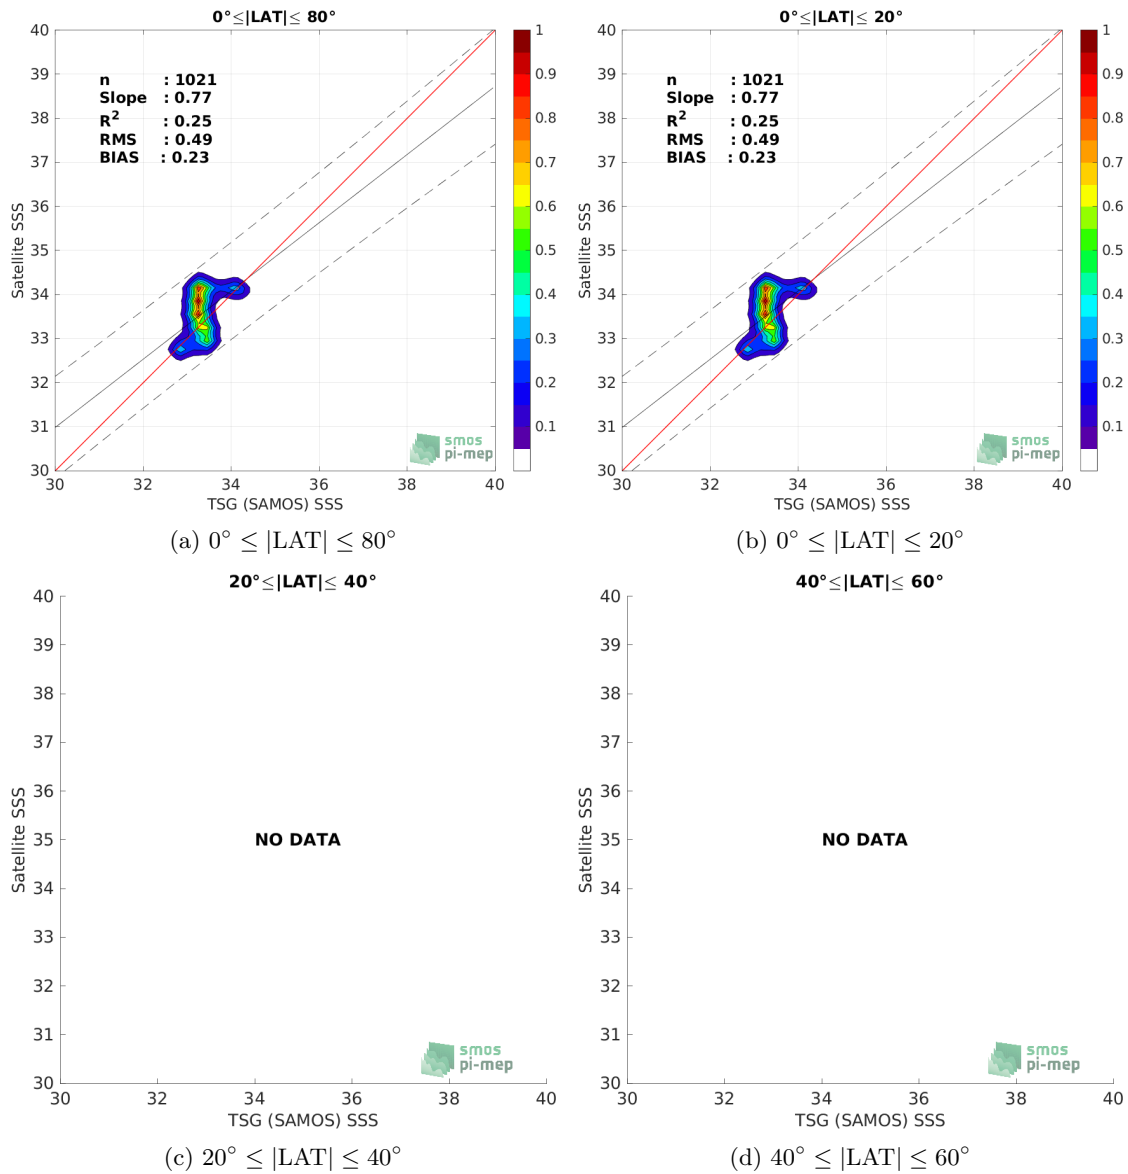 0°≤|LAT|≤ 80°
40
39
38
37
36
35
34
33
32
31
30
30 32 34 36 38 40
Satellite SSS
TSG (SAMOS) SSS
n : 1021
Slope : 0.77
R2 : 0.25
RMS : 0.49
BIAS : 0.23
smos
pi-mep
1
0.9
0.8
0.7
0.6
0.5
0.4
0.3
0.2
0.1
(a) 0° ≤ |LAT| ≤ 80°
0°≤|LAT|≤ 20°
40
39
38
37
36
35
34
33
32
31
30
30 32 34 36 38 40
Satellite SSS
TSG (SAMOS) SSS
n : 1021
Slope : 0.77
R2 : 0.25
RMS : 0.49
BIAS : 0.23
smos
pi-mep
1
0.9
0.8
0.7
0.6
0.5
0.4
0.3
0.2
0.1
(b) 0° ≤ |LAT| ≤ 20°
20°≤|LAT|≤ 40°
40
39
38
37
36
35
34
33
32
31
30
30 32 34 36 38 40
Satellite SSS
TSG (SAMOS) SSS
NO DATA
smos
pi-mep
(c) 20° ≤ |LAT| ≤ 40°
40°≤|LAT|≤ 60°
40
39
38
37
36
35
34
33
32
31
30
30 32 34 36 38 40
Satellite SSS
TSG (SAMOS) SSS
NO DATA
smos
pi-mep
(d) 40° ≤ |LAT| ≤ 60°